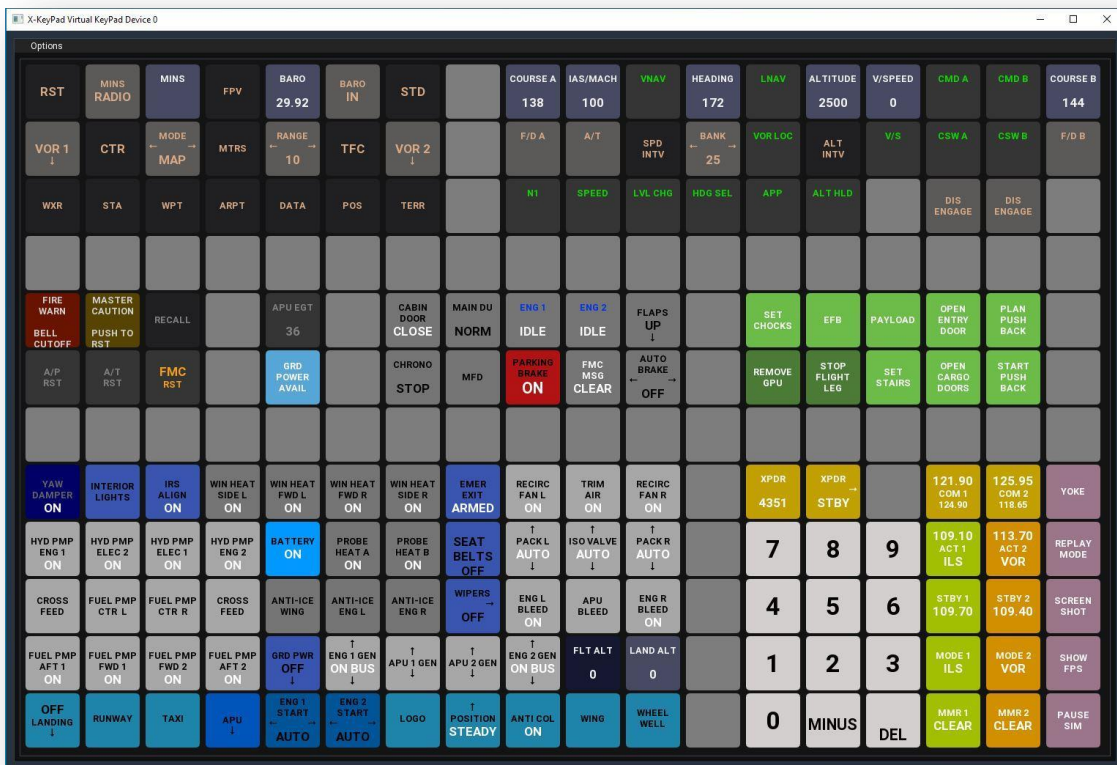 X-KeyPad Virtual KeyPad Device 0
Options
RST
MINS
RADIO
MINS
FPV
BARO
29.92
BARO
IN
STD
COURSE A
138
IAS/MACH
100
VNAV
HEADING
172
LNAV
ALTITUDE
2500
V/SPEED
0
CMD A
CMD B
COURSE B
144
VOR 1
↓
CTR
MODE
← →
MAP
MTRS
RANGE
← →
10
TFC
VOR 2
↓
F/D A
A/T
SPD
INTV
BANK
← →
25
VOR LOC
ALT
INTV
V/S
CSW A
CSW B
F/D B
WXR
STA
WPT
ARPT
DATA
POS
TERR
N1
SPEED
LVL CHG
HDG SEL
APP
ALT HLD
DIS
ENGAGE
DIS
ENGAGE
FIRE
WARN
BELL
CUTOFF
MASTER
CAUTION
PUSH TO
RST
RECALL
APU EGT
36
CABIN
DOOR
CLOSE
MAIN DU
NORM
ENG 1
IDLE
ENG 2
IDLE
FLAPS
UP
↓
SET
CHOCKS
EFB
PAYLOAD
OPEN
ENTRY
DOOR
PLAN
PUSH
BACK
A/P
RST
A/T
RST
FMC
RST
GRD
POWER
AVAIL
CHRONO
STOP
MFD
PARKING
BRAKE
ON
FMC
MSG
CLEAR
AUTO
BRAKE
← →
OFF
REMOVE
GPU
STOP
FLIGHT
LEG
SET
STAIRS
OPEN
CARGO
DOORS
START
PUSH
BACK
YAW
DAMPER
ON
INTERIOR
LIGHTS
IRS
ALIGN
ON
WIN HEAT
SIDE L
ON
WIN HEAT
FWD L
ON
WIN HEAT
FWD R
ON
WIN HEAT
SIDE R
ON
EMER
EXIT
ARMED
RECIRC
FAN L
ON
TRIM
AIR
ON
RECIRC
FAN R
ON
XPDR
4351
XPDR
→
STBY
121.90
COM 1
124.90
125.95
COM 2
118.65
YOKE
HYD PMP
ENG 1
ON
HYD PMP
ELEC 2
ON
HYD PMP
ELEC 1
ON
HYD PMP
ENG 2
ON
BATTERY
ON
PROBE
HEAT A
ON
PROBE
HEAT B
ON
SEAT
BELTS
OFF
↑
PACK L
AUTO
↓
↑
ISO VALVE
AUTO
↓
↑
PACK R
AUTO
↓
7
8
9
109.10
ACT 1
ILS
113.70
ACT 2
VOR
REPLAY
MODE
CROSS
FEED
FUEL PMP
CTR L
FUEL PMP
CTR R
CROSS
FEED
ANTI-ICE
WING
ANTI-ICE
ENG L
ANTI-ICE
ENG R
WIPERS
→
OFF
ENG L
BLEED
ON
APU
BLEED
ENG R
BLEED
ON
4
5
6
STBY 1
109.70
STBY 2
109.40
SCREEN
SHOT
FUEL PMP
AFT 1
ON
FUEL PMP
FWD 1
ON
FUEL PMP
FWD 2
ON
FUEL PMP
AFT 2
ON
GRD PWR
OFF
↓
↑
ENG 1 GEN
ON BUS
↓
↑
APU 1 GEN
↓
↑
APU 2 GEN
↓
↑
ENG 2 GEN
ON BUS
↓
FLT ALT
0
LAND ALT
0
1
2
3
MODE 1
ILS
MODE 2
VOR
SHOW
FPS
OFF
LANDING
↓
RUNWAY
TAXI
APU
↓
ENG 1
START
← →
AUTO
ENG 2
START
← →
AUTO
LOGO
↑
POSITION
STEADY
ANTI COL
ON
WING
WHEEL
WELL
0
MINUS
DEL
MMR 1
CLEAR
MMR 2
CLEAR
PAUSE
SIM